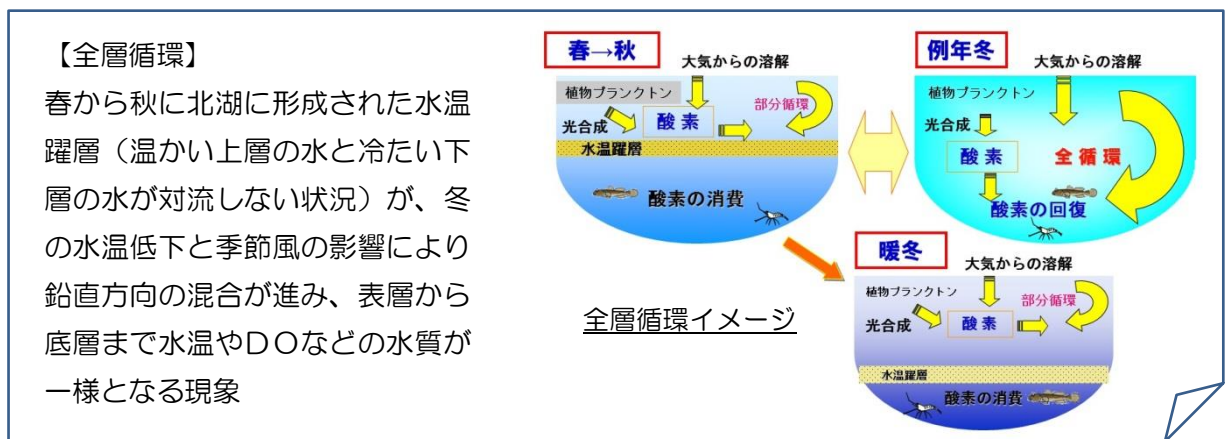 【全層循環】
春から秋に北湖に形成された水温
躍層（温かい上層の水と冷たい下
層の水が対流しない状況）が、冬
の水温低下と季節風の影響により
鉛直方向の混合が進み、表層から
底層まで水温やＤＯなどの水質が
一様となる現象
春→秋
大気からの溶解
植物プランクトン
部分循環
光合成
酸素
水温躍層
酸素の消費
例年冬
大気からの溶解
植物プランクトン
光合成
酸素
全循環
酸素の回復
暖冬
大気からの溶解
植物プランクトン
部分循環
光合成
酸素
水温躍層
酸素の消費
全層循環イメージ